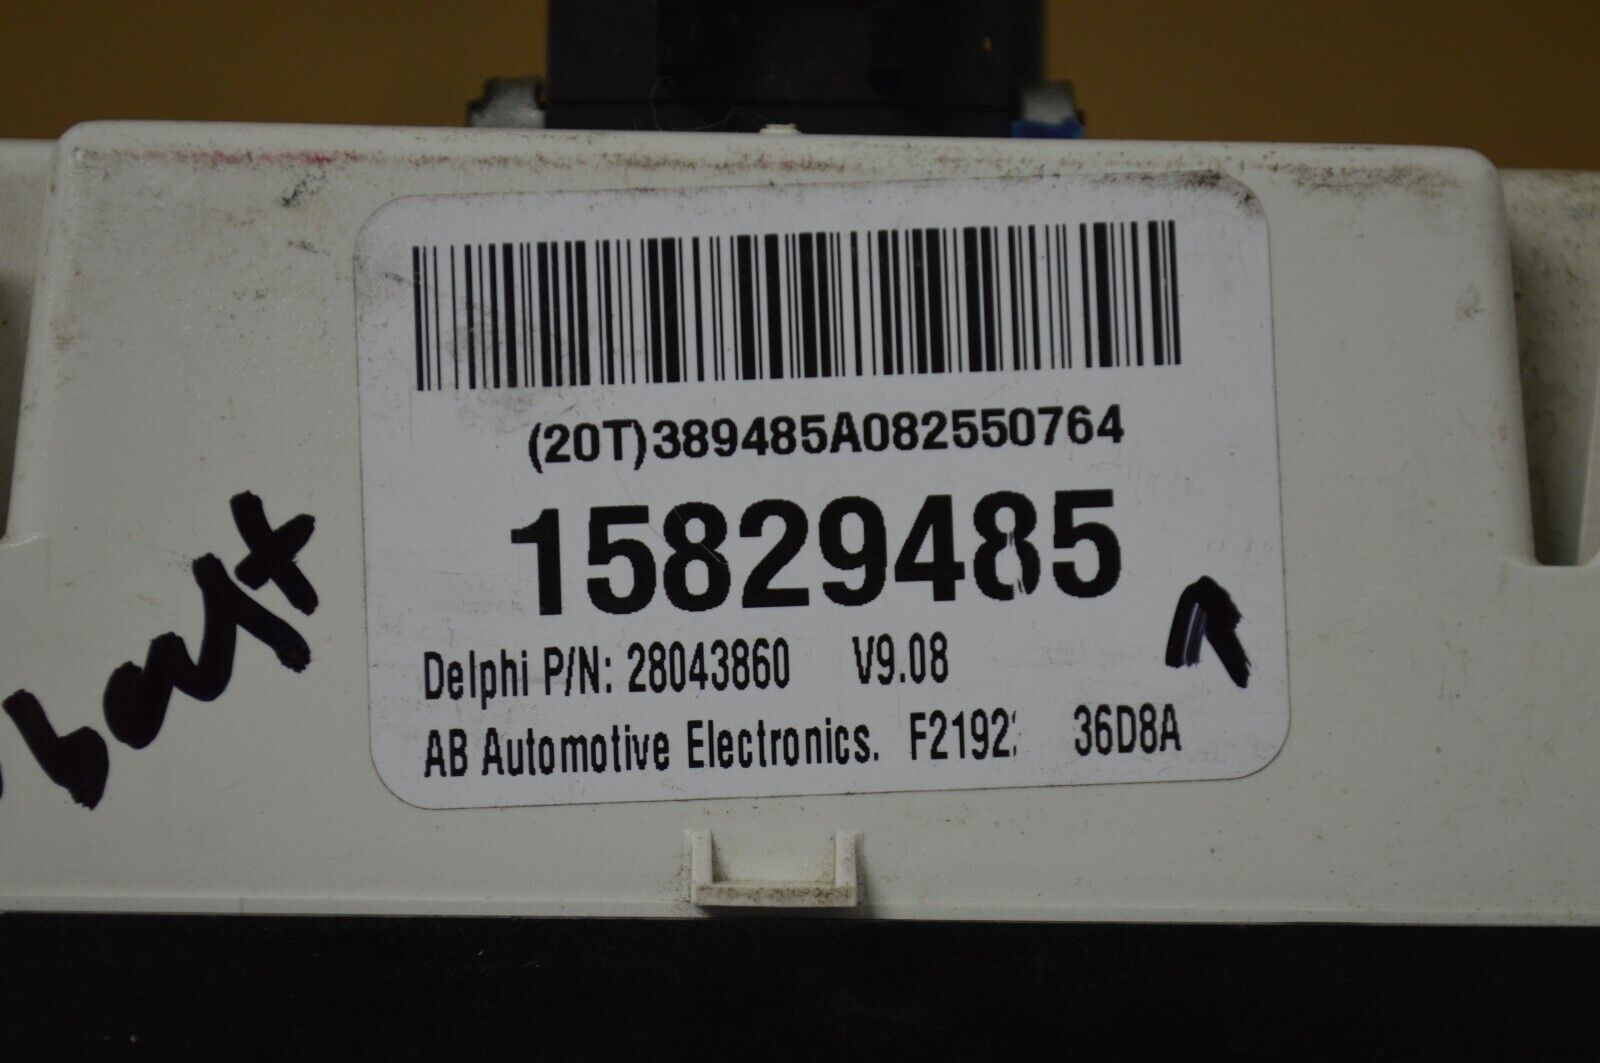 (20T)389485A082550764
15829485
Delphi P/N: 28043860 V9.08
AB Automotive Electronics. 36D8A